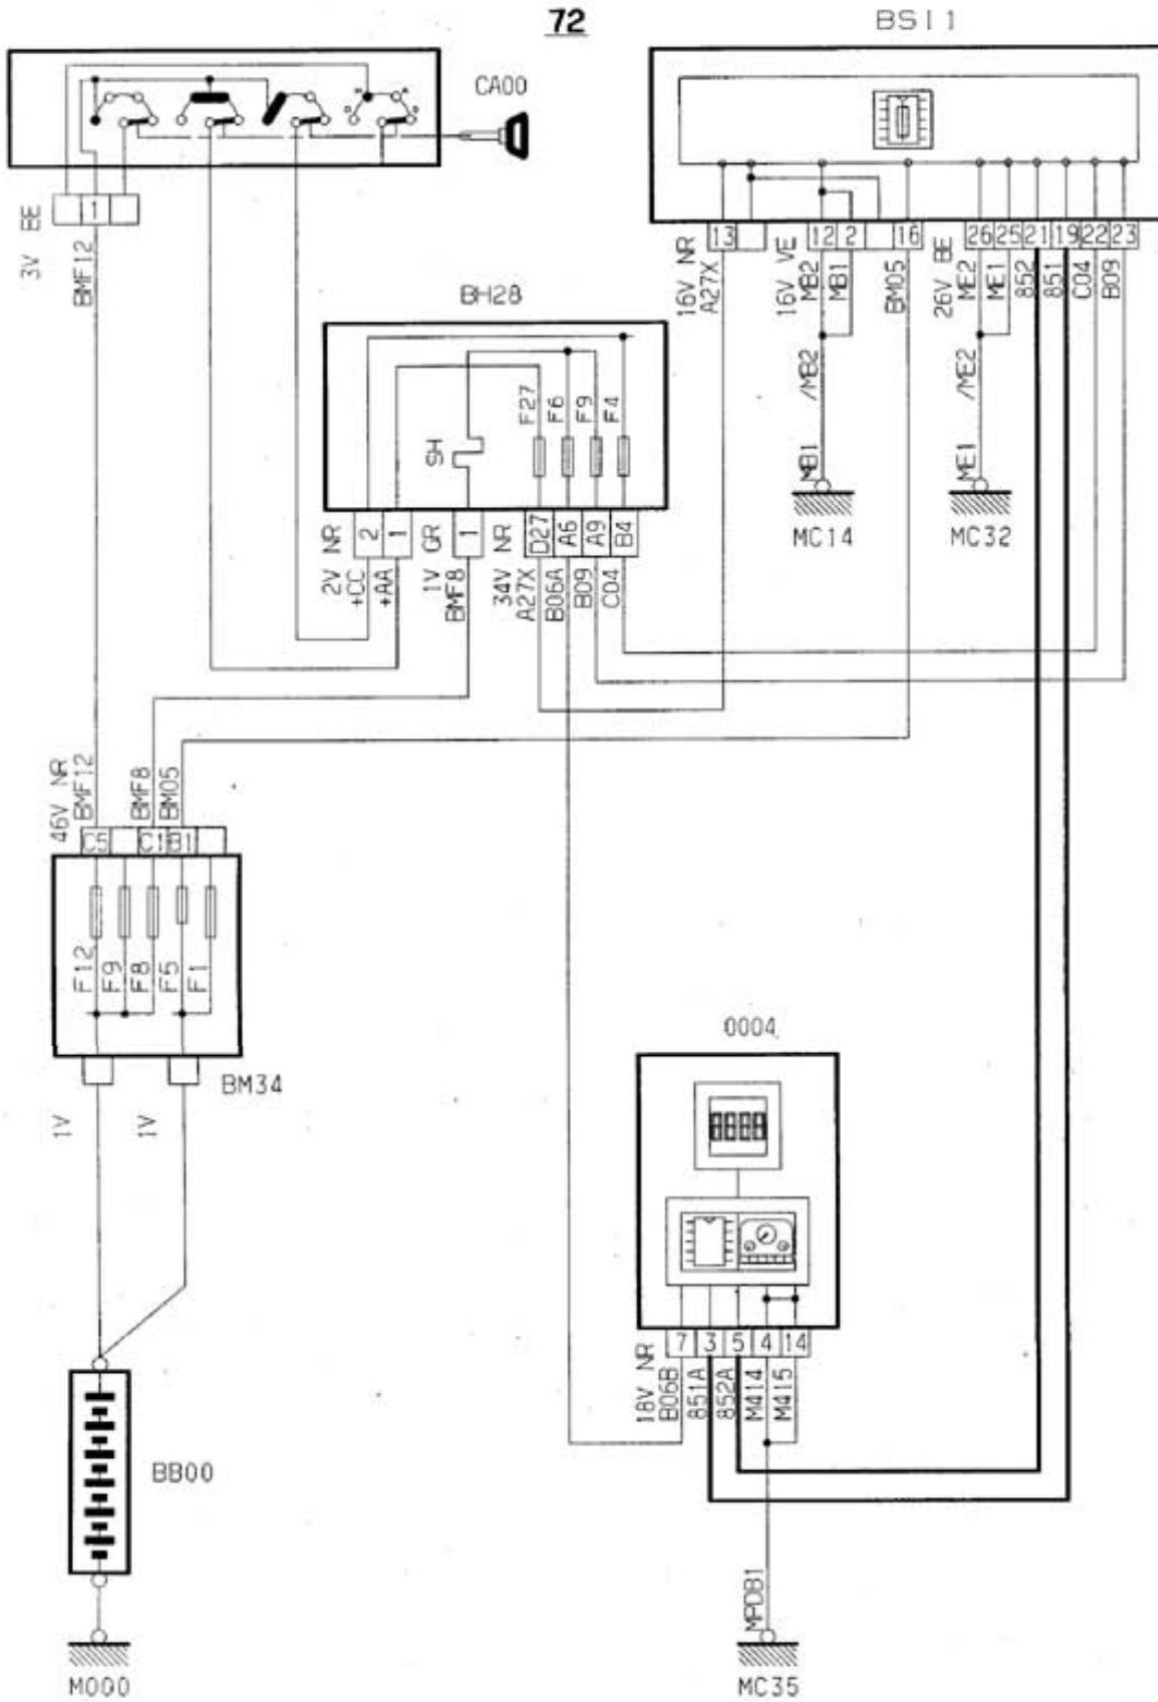 72
BSI1
CA00
1
3V BE
BMF12
13
12
2
16
26
25
21
19
22
23
16V NR
A27X
16V VE
MB2
MB1
BM05
26V BE
ME2
ME1
852
851
C04
B09
/MB2
MB1
MC14
/ME2
ME1
MC32
BH28
SH
F27
F6
F9
F4
2
1
1
D27
A6
A9
B4
2V NR
+CC
+AA
1V GR
BMF8
34V NR
A27X
B06A
B09
C04
46V NR
BMF12
BMF8
BM05
C5
C1
B1
F12
F9
F8
F5
F1
BM34
1V
1V
BB00
M000
0004
7
3
5
4
14
18V NR
B06B
851A
852A
M414
M415
MPDB1
MC35